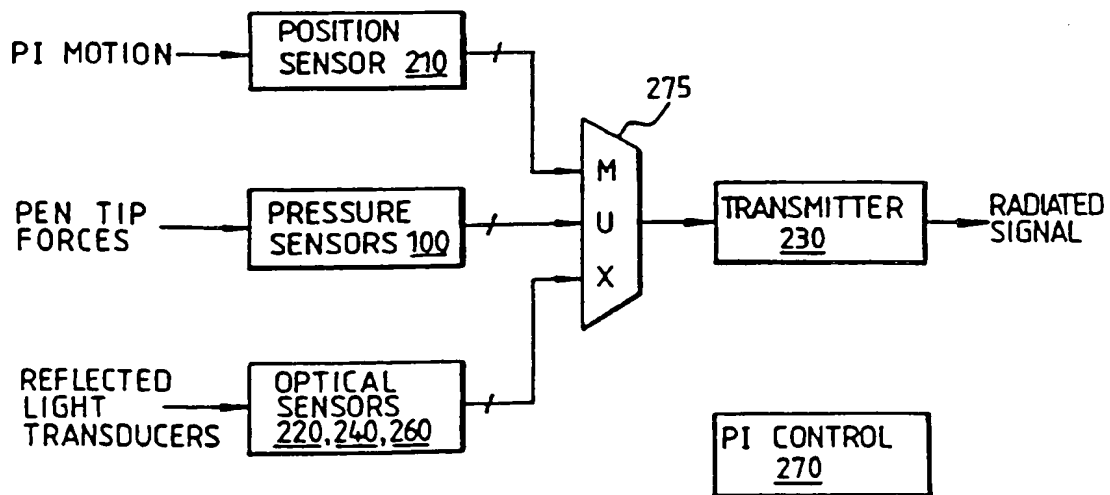 PI MOTION
POSITION
SENSOR 210
275
PEN TIP
FORCES
PRESSURE
SENSORS 100
M
U
X
TRANSMITTER
230
RADIATED
SIGNAL
REFLECTED
LIGHT
TRANSDUCERS
OPTICAL
SENSORS
220, 240, 260
PI CONTROL
270